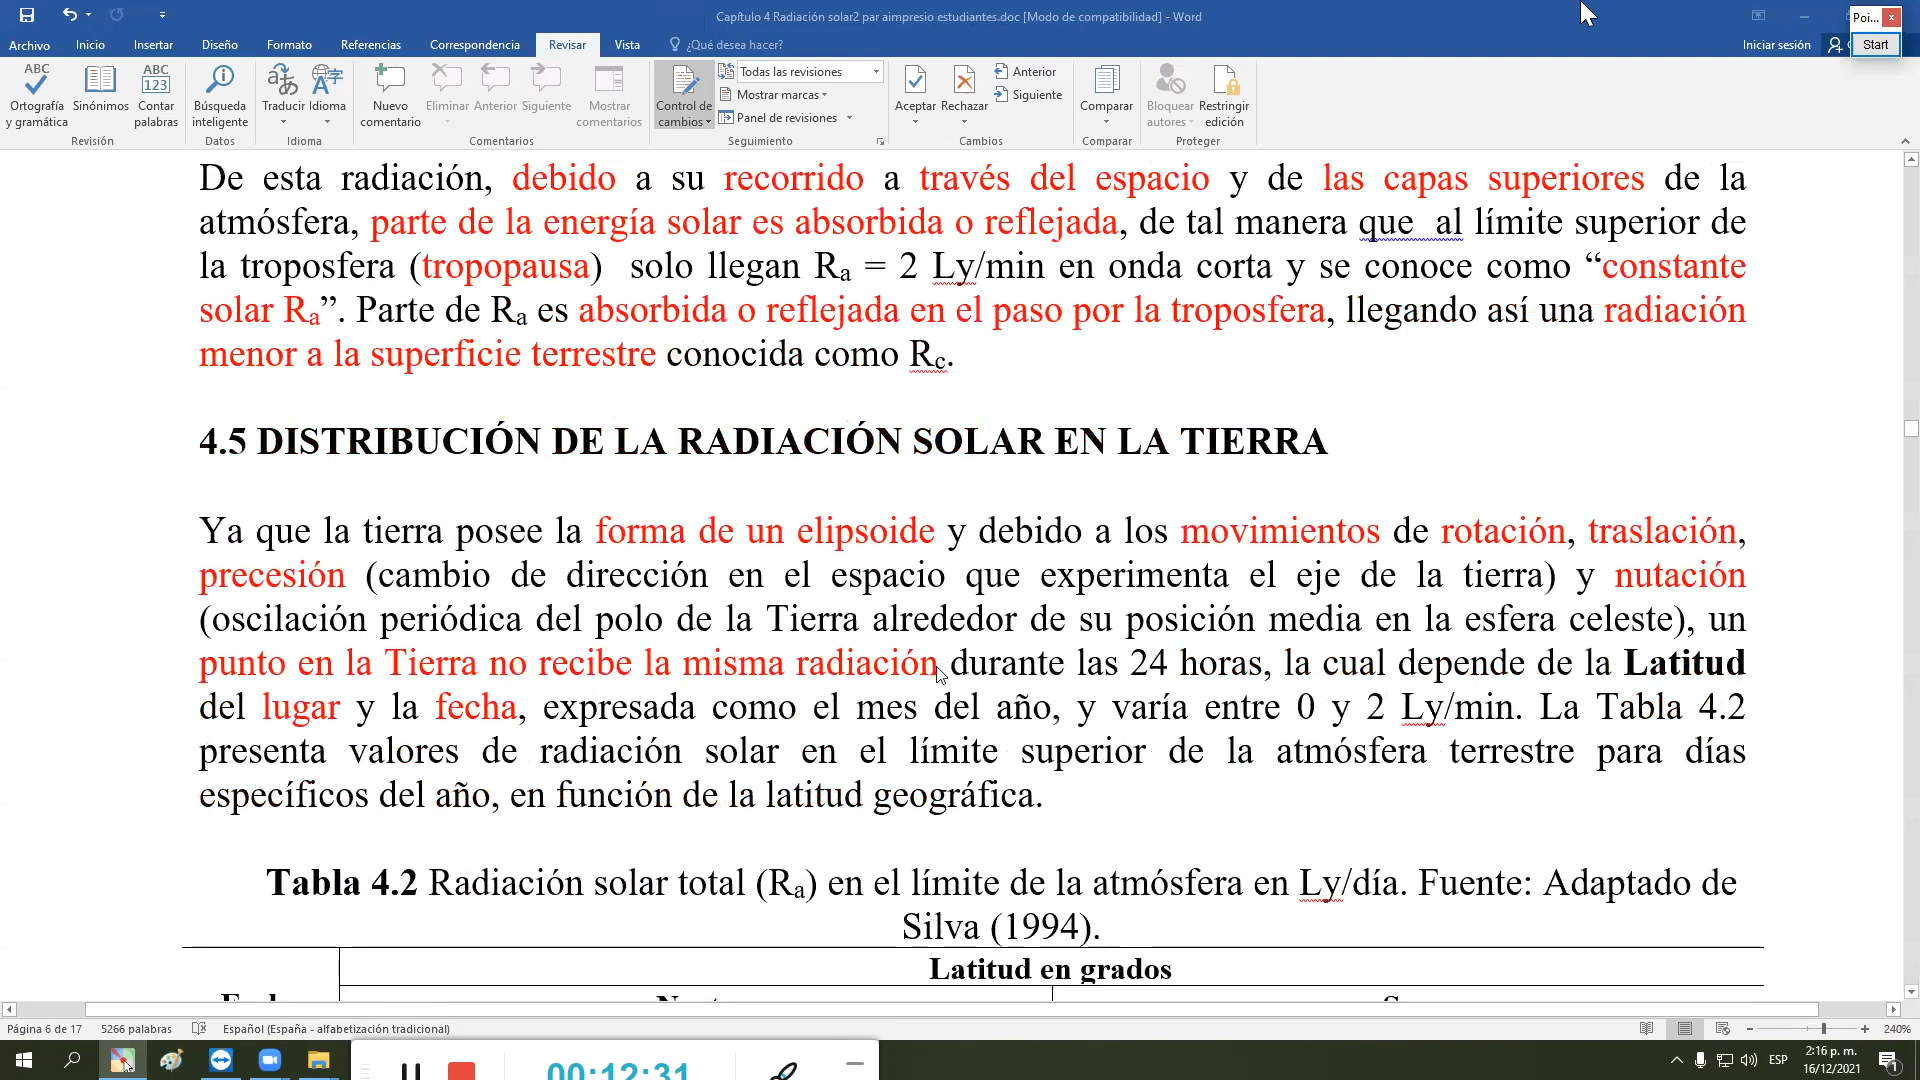 Capítulo 4 Radiación solar2 par aimpresio estudiantes.doc [Modo de compatibilidad] - Word
Poi...
Archivo Inicio Insertar Diseño Formato Referencias Correspondencia Revisar Vista ¿Qué desea hacer? Iniciar sesión Start
ABC ABC 123
Ortografía y gramática Sinónimos Contar palabras Búsqueda inteligente Traducir Idioma Nuevo comentario Eliminar Anterior Siguiente Mostrar comentarios Control de cambios
Todas las revisiones
Mostrar marcas
Panel de revisiones
Aceptar Rechazar Anterior Siguiente Comparar Bloquear autores Restringir edición
Revisión Datos Idioma Comentarios Seguimiento Cambios Comparar Proteger
De esta radiación, debido a su recorrido a través del espacio y de las capas superiores de la
atmósfera, parte de la energía solar es absorbida o reflejada, de tal manera que al límite superior de
la troposfera (tropopausa) solo llegan Ra = 2 Ly/min en onda corta y se conoce como “constante
solar Ra”. Parte de Ra es absorbida o reflejada en el paso por la troposfera, llegando así una radiación
menor a la superficie terrestre conocida como Rc.
4.5 DISTRIBUCIÓN DE LA RADIACIÓN SOLAR EN LA TIERRA
Ya que la tierra posee la forma de un elipsoide y debido a los movimientos de rotación, traslación,
precesión (cambio de dirección en el espacio que experimenta el eje de la tierra) y nutación
(oscilación periódica del polo de la Tierra alrededor de su posición media en la esfera celeste), un
punto en la Tierra no recibe la misma radiación durante las 24 horas, la cual depende de la Latitud
del lugar y la fecha, expresada como el mes del año, y varía entre 0 y 2 Ly/min. La Tabla 4.2
presenta valores de radiación solar en el límite superior de la atmósfera terrestre para días
específicos del año, en función de la latitud geográfica.
Tabla 4.2 Radiación solar total (Ra) en el límite de la atmósfera en Ly/día. Fuente: Adaptado de
Silva (1994).
Latitud en grados
Página 6 de 17 5266 palabras Español (España - alfabetización tradicional) 240%
00:12:31
ESP
2:16 p. m.
16/12/2021
1